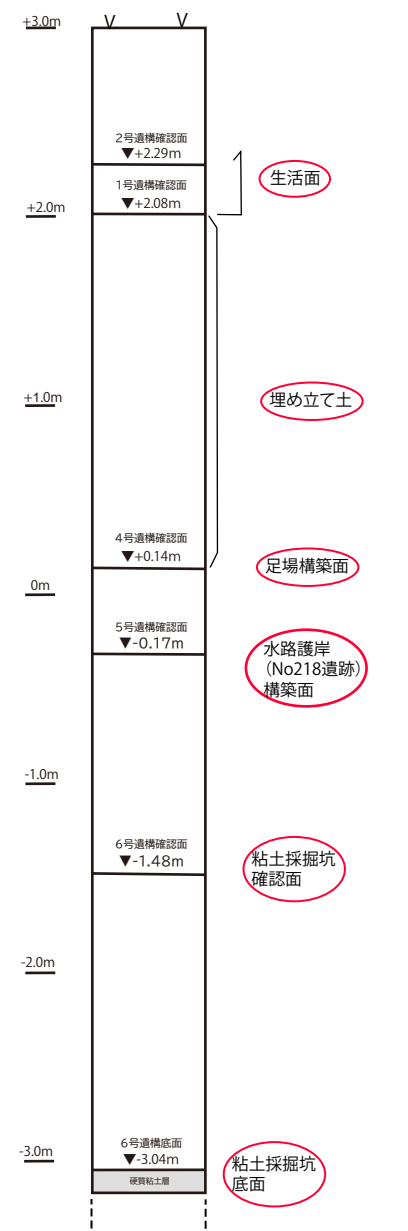 +3.0m
2号遺構確認面
▼+2.29m
生活面
1号遺構確認面
▼+2.08m
+2.0m
+1.0m
埋め立て土
4号遺構確認面
▼+0.14m
足場構築面
0m
5号遺構確認面
▼-0.17m
水路護岸
（No218遺跡）
構築面
-1.0m
6号遺構確認面
▼-1.48m
粘土採掘坑
確認面
-2.0m
-3.0m
6号遺構底面
▼-3.04m
粘土採掘坑
底面
硬質粘土層